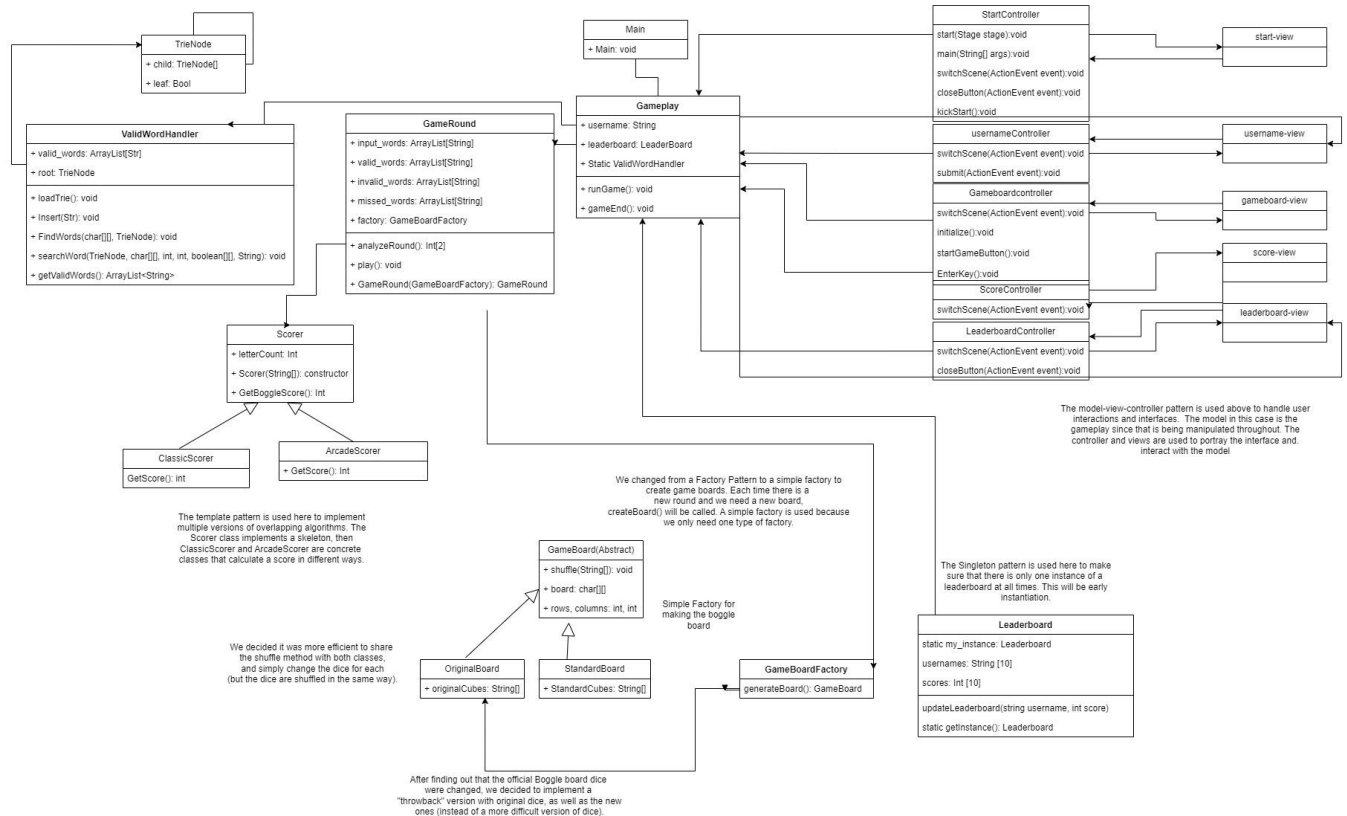 TrieNode
+ child: TrieNode[]
+ leaf: Bool
ValidWordHandler
+ valid_words: ArrayList[Str]
+ root: TrieNode
+ loadTrie(): void
+ Insert(Str): void
+ FindWords(char[][], TrieNode): void
+ searchWord(TrieNode, char[][], int, int, boolean[][], String): void
+ getValidWords(): ArrayList<String>
GameRound
+ input_words: ArrayList[String]
+ valid_words: ArrayList[String]
+ invalid_words: ArrayList[String]
+ missed_words: ArrayList[String]
+ factory: GameBoardFactory
+ analyzeRound(): Int[2]
+ play(): void
+ GameRound(GameBoardFactory): GameRound
Main
+ Main: void
Gameplay
+ username: String
+ leaderboard: LeaderBoard
+ Static ValidWordHandler
+ runGame(): void
+ gameEnd(): void
StartController
start(Stage stage):void
main(String[] args):void
switchScene(ActionEvent event):void
closeButton(ActionEvent event):void
kickStart():void
usernameController
switchScene(ActionEvent event):void
submit(ActionEvent event):void
Gameboardcontroller
switchScene(ActionEvent event):void
initialize():void
startGameButton():void
EnterKey():void
ScoreController
switchScene(ActionEvent event):void
LeaderboardController
switchScene(ActionEvent event):void
closeButton(ActionEvent event):void
start-view
username-view
gameboard-view
score-view
leaderboard-view
The model-view-controller pattern is used above to handle user
interactions and interfaces. The model in this case is the
gameplay since that is being manipulated throughout. The
controller and views are used to portray the interface and.
interact with the model
Scorer
+ letterCount: Int
+ Scorer(String[]): constructor
+ GetBoggleScore(): Int
ClassicScorer
GetScore(): int
ArcadeScorer
+ GetScore(): Int
The template pattern is used here to implement
multiple versions of overlapping algorithms. The
Scorer class implements a skeleton, then
ClassicScorer and ArcadeScorer are concrete
classes that calculate a score in different ways.
We changed from a Factory Pattern to a simple factory to
create game boards. Each time there is a
new round and we need a new board,
createBoard() will be called. A simple factory is used because
we only need one type of factory.
GameBoard(Abstract)
+ shuffle(String[]): void
+ board: char[][]
+ rows, columns: int, int
Simple Factory for
making the boggle
board
We decided it was more efficient to share
the shuffle method with both classes,
and simply change the dice for each
(but the dice are shuffled in the same way).
OriginalBoard
+ originalCubes: String[]
StandardBoard
+ StandardCubes: String[]
GameBoardFactory
generateBoard(): GameBoard
The Singleton pattern is used here to make
sure that there is only one instance of a
leaderboard at all times. This will be early
instantiation.
Leaderboard
static my_instance: Leaderboard
usernames: String [10]
scores: Int [10]
updateLeaderboard(string username, int score)
static getInstance(): Leaderboard
After finding out that the official Boggle board dice
were changed, we decided to implement a
"throwback" version with original dice, as well as the new
ones (instead of a more difficult version of dice).